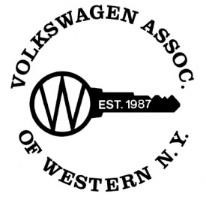 VOLKSWAGEN ASSOC.
W
EST. 1987
OF WESTERN N.Y.